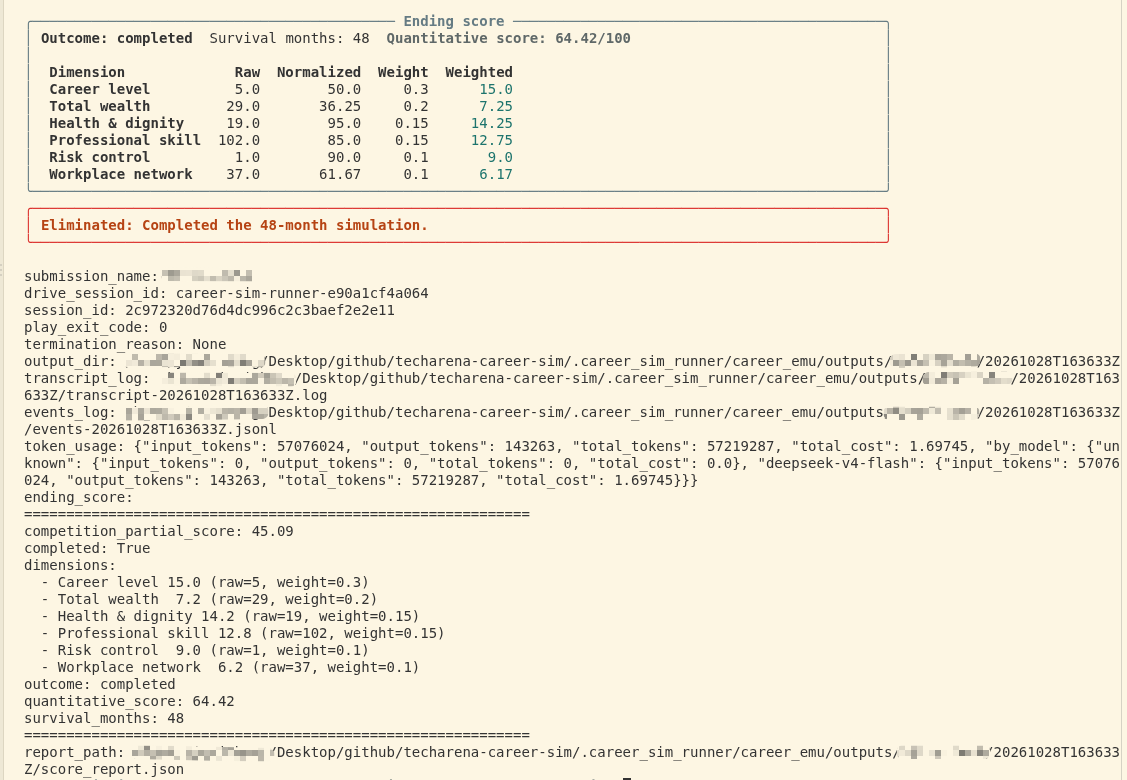 Ending score
Outcome: completed  Survival months: 48  Quantitative score: 64.42/100
Dimension  Raw  Normalized  Weight  Weighted
Career level  5.0  50.0  0.3  15.0
Total wealth  29.0  36.25  0.2  7.25
Health & dignity  19.0  95.0  0.15  14.25
Professional skill  102.0  85.0  0.15  12.75
Risk control  1.0  90.0  0.1  9.0
Workplace network  37.0  61.67  0.1  6.17
Eliminated: Completed the 48-month simulation.
submission_name:
drive_session_id: career-sim-runner-e90a1cf4a064
session_id: 2c972320d76d4dc996c2c3baef2e2e11
play_exit_code: 0
termination_reason: None
output_dir: /Desktop/github/techarena-career-sim/.career_sim_runner/career_emu/outputs/ /20261028T163633Z
transcript_log: /Desktop/github/techarena-career-sim/.career_sim_runner/career_emu/outputs/ /20261028T163
633Z/transcript-20261028T163633Z.log
events_log: Desktop/github/techarena-career-sim/.career_sim_runner/career_emu/outputs /20261028T163633Z
/events-20261028T163633Z.jsonl
token_usage: {"input_tokens": 57076024, "output_tokens": 143263, "total_tokens": 57219287, "total_cost": 1.69745, "by_model": {"un
known": {"input_tokens": 0, "output_tokens": 0, "total_tokens": 0, "total_cost": 0.0}, "deepseek-v4-flash": {"input_tokens": 57076
024, "output_tokens": 143263, "total_tokens": 57219287, "total_cost": 1.69745}}}
ending_score:
============================================================
competition_partial_score: 45.09
completed: True
dimensions:
  - Career level 15.0 (raw=5, weight=0.3)
  - Total wealth  7.2 (raw=29, weight=0.2)
  - Health & dignity 14.2 (raw=19, weight=0.15)
  - Professional skill 12.8 (raw=102, weight=0.15)
  - Risk control  9.0 (raw=1, weight=0.1)
  - Workplace network  6.2 (raw=37, weight=0.1)
outcome: completed
quantitative_score: 64.42
survival_months: 48
============================================================
report_path: /Desktop/github/techarena-career-sim/.career_sim_runner/career_emu/outputs/ /20261028T163633
Z/score_report.json